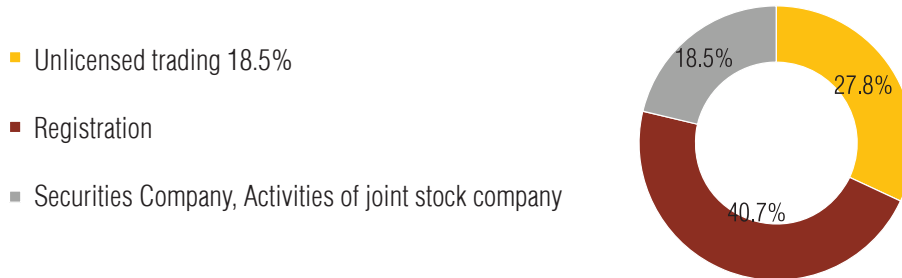 Unlicensed trading 18.5%
Registration
Securities Company, Activities of joint stock company
18.5%
27.8%
40.7%